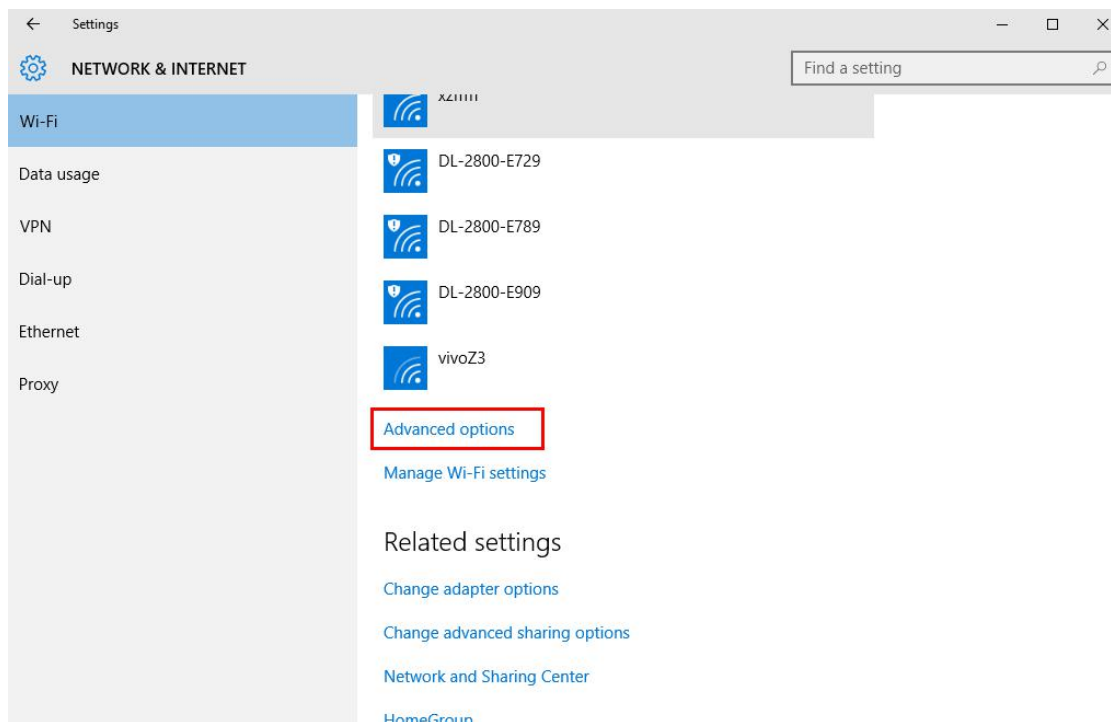 Settings
NETWORK & INTERNET
Find a setting
Wi-Fi
Data usage
VPN
Dial-up
Ethernet
Proxy
DL-2800-E729
DL-2800-E789
DL-2800-E909
vivoZ3
Advanced options
Manage Wi-Fi settings
Related settings
Change adapter options
Change advanced sharing options
Network and Sharing Center
HomeGroup